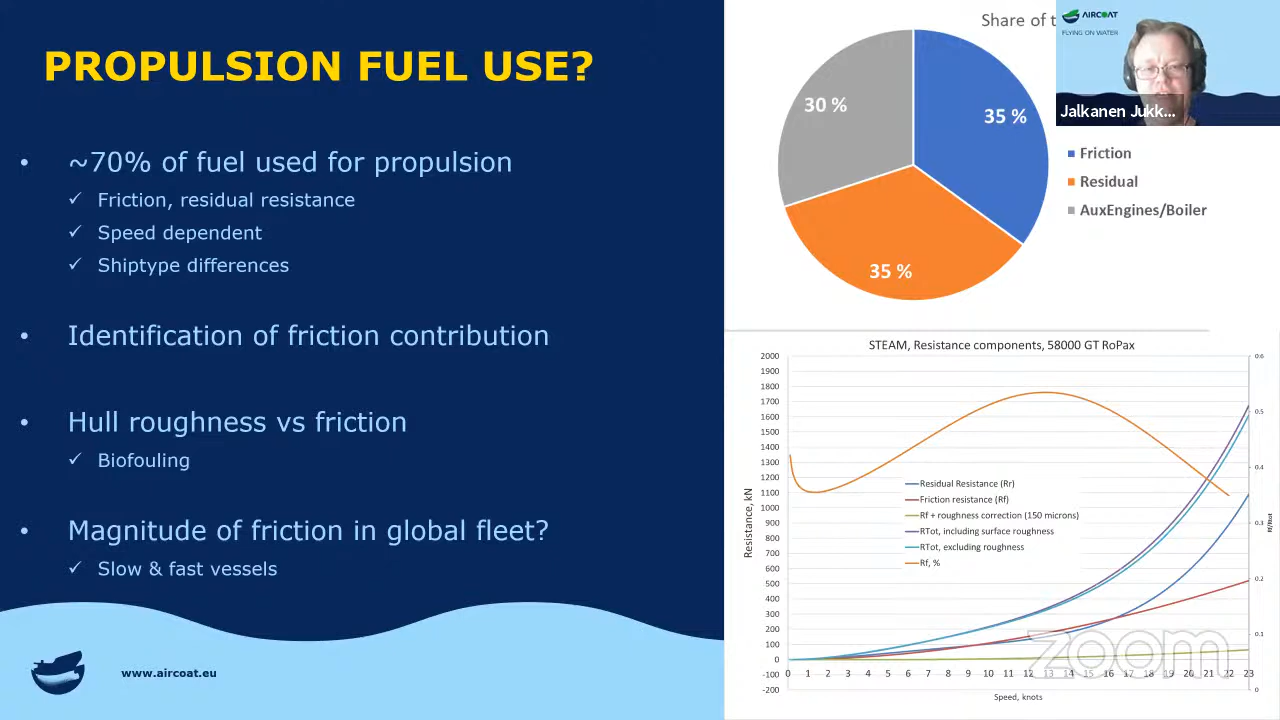 PROPULSION FUEL USE?
• ~70% of fuel used for propulsion
✓ Friction, residual resistance
✓ Speed dependent
✓ Shiptype differences
• Identification of friction contribution
• Hull roughness vs friction
✓ Biofouling
• Magnitude of friction in global fleet?
✓ Slow & fast vessels
www.aircoat.eu
Share of t
30 %
35 %
35 %
Friction
Residual
AuxEngines/Boiler
AIRCOAT
FLYING ON WATER
Jalkanen Jukk...
STEAM, Resistance components, 58000 GT RoPax
2000
1900
1800
1700
1600
1500
1400
1300
1200
1100
1000
900
800
700
600
500
400
300
200
100
0
-100
-200
Resistance, kN
Residual Resistance (Rr)
Friction resistance (Rf)
Rf + roughness correction (150 microns)
RTot, including surface roughness
RTot, excluding roughness
Rf, %
0.6
0.5
0.4
0.3
0.2
0.1
0
Rf/Rtot
0 1 2 3 4 5 6 7 8 9 10 11 12 13 14 15 16 17 18 19 20 21 22 23
Speed, knots
zoom